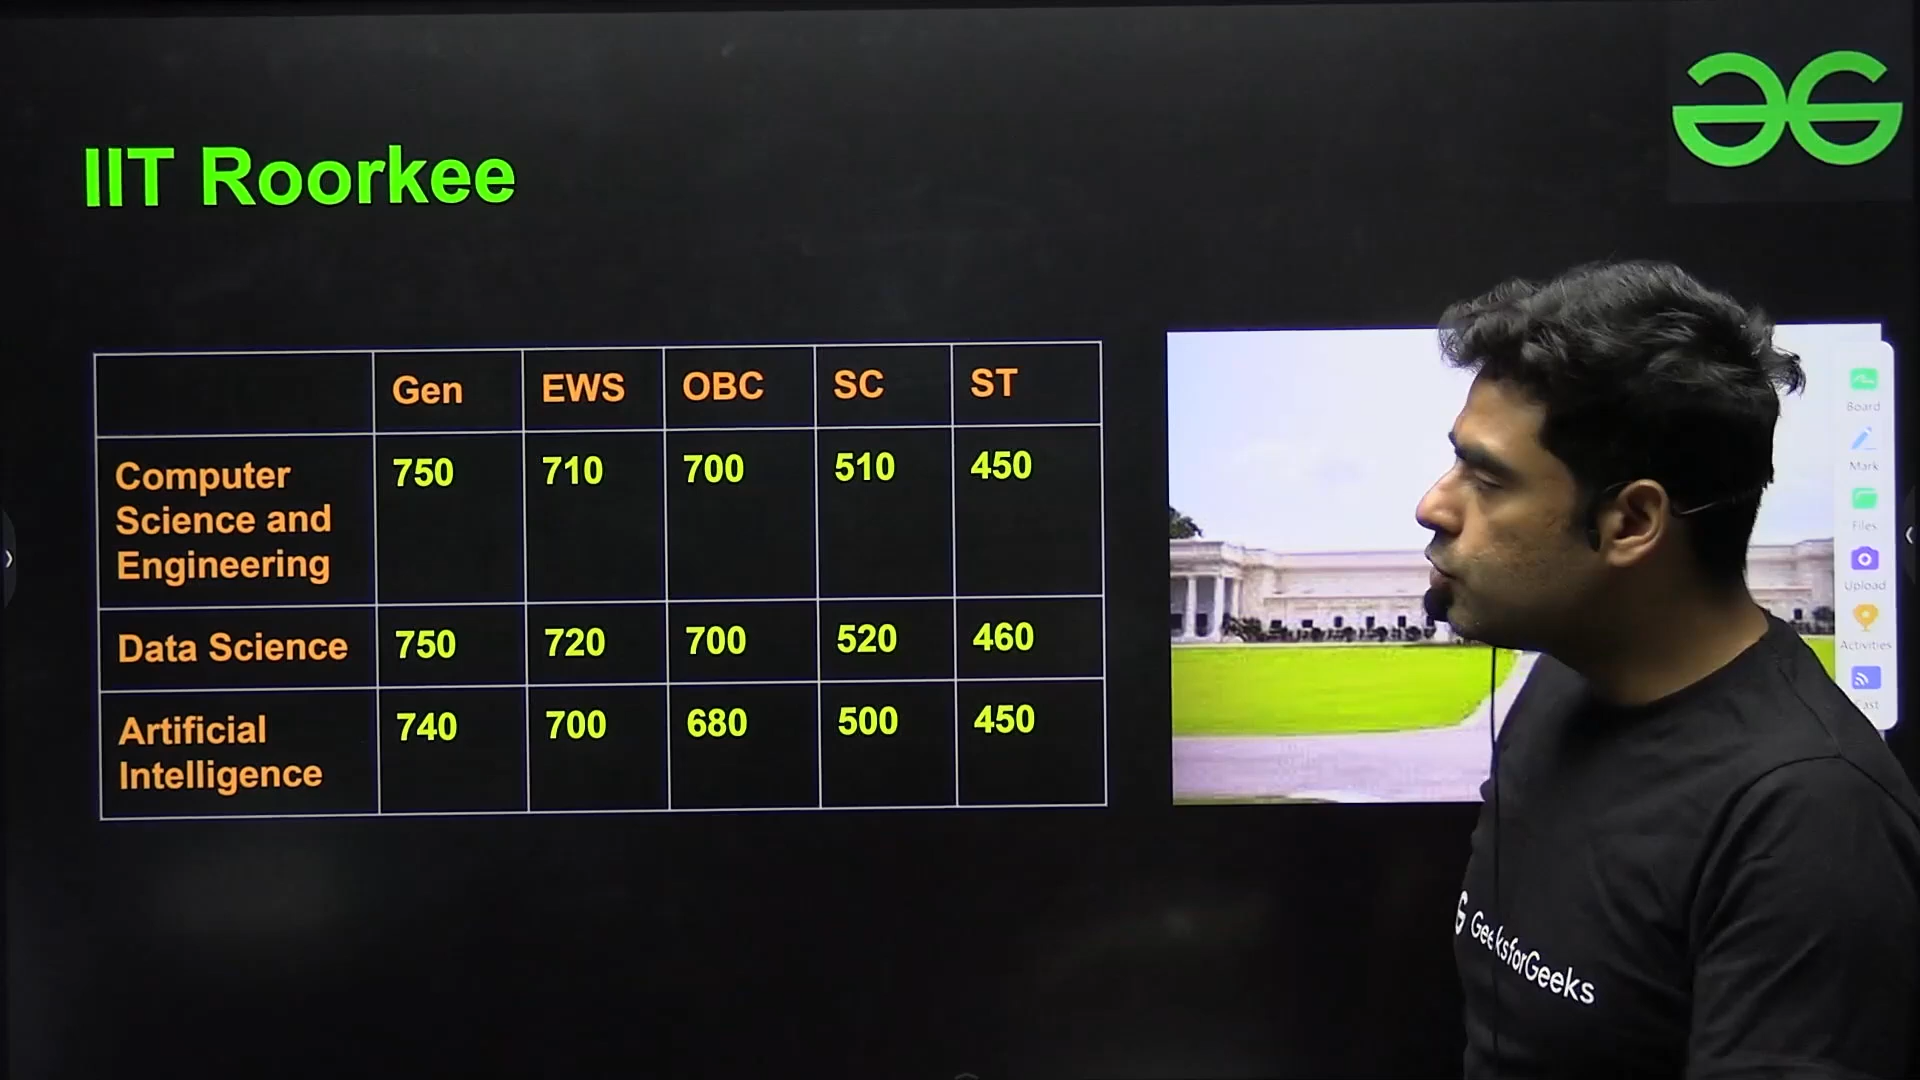 IIT Roorkee
Gen EWS OBC SC ST
Computer Science and Engineering 750 710 700 510 450
Data Science 750 720 700 520 460
Artificial Intelligence 740 700 680 500 450
Board
Mark
Files
Upload
Activities
GeeksforGeeks